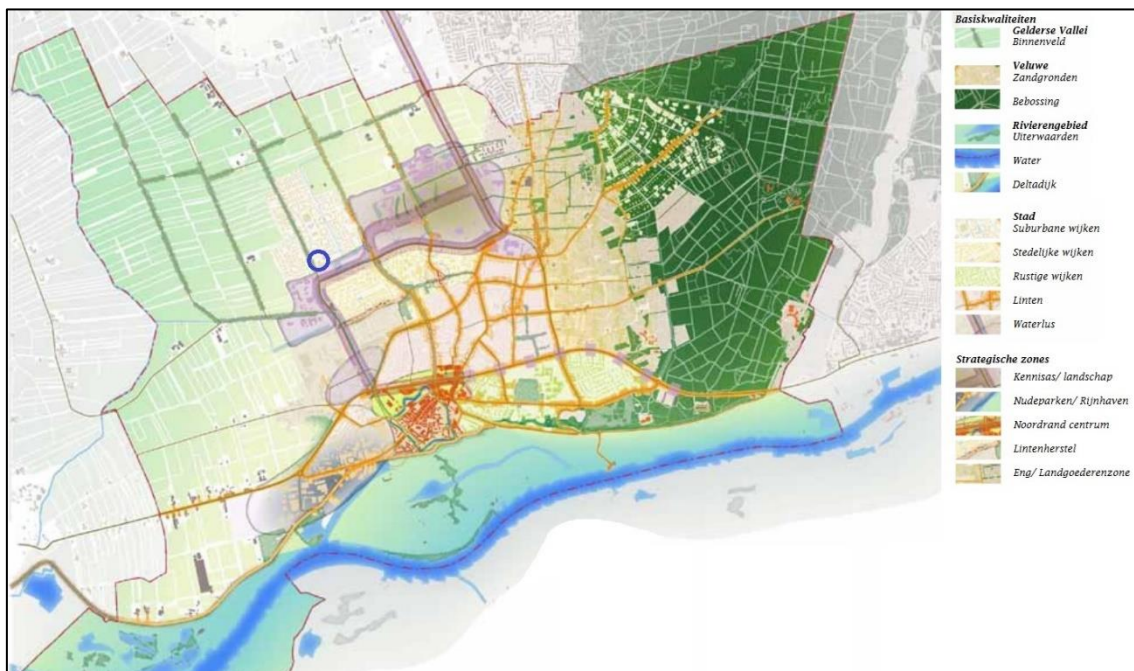 Basiskwaliteiten
Gelderse Vallei
Binnenveld
Veluwe
Zandgronden
Bebossing
Rivierengebied
Uiterwaarden
Water
Deltadijk
Stad
Suburbane wijken
Stedelijke wijken
Rustige wijken
Linten
Waterlus
Strategische zones
Kennisas/ landschap
Nudeparken/ Rijnhaven
Noordrand centrum
Lintenherstel
Eng/ Landgoederenzone